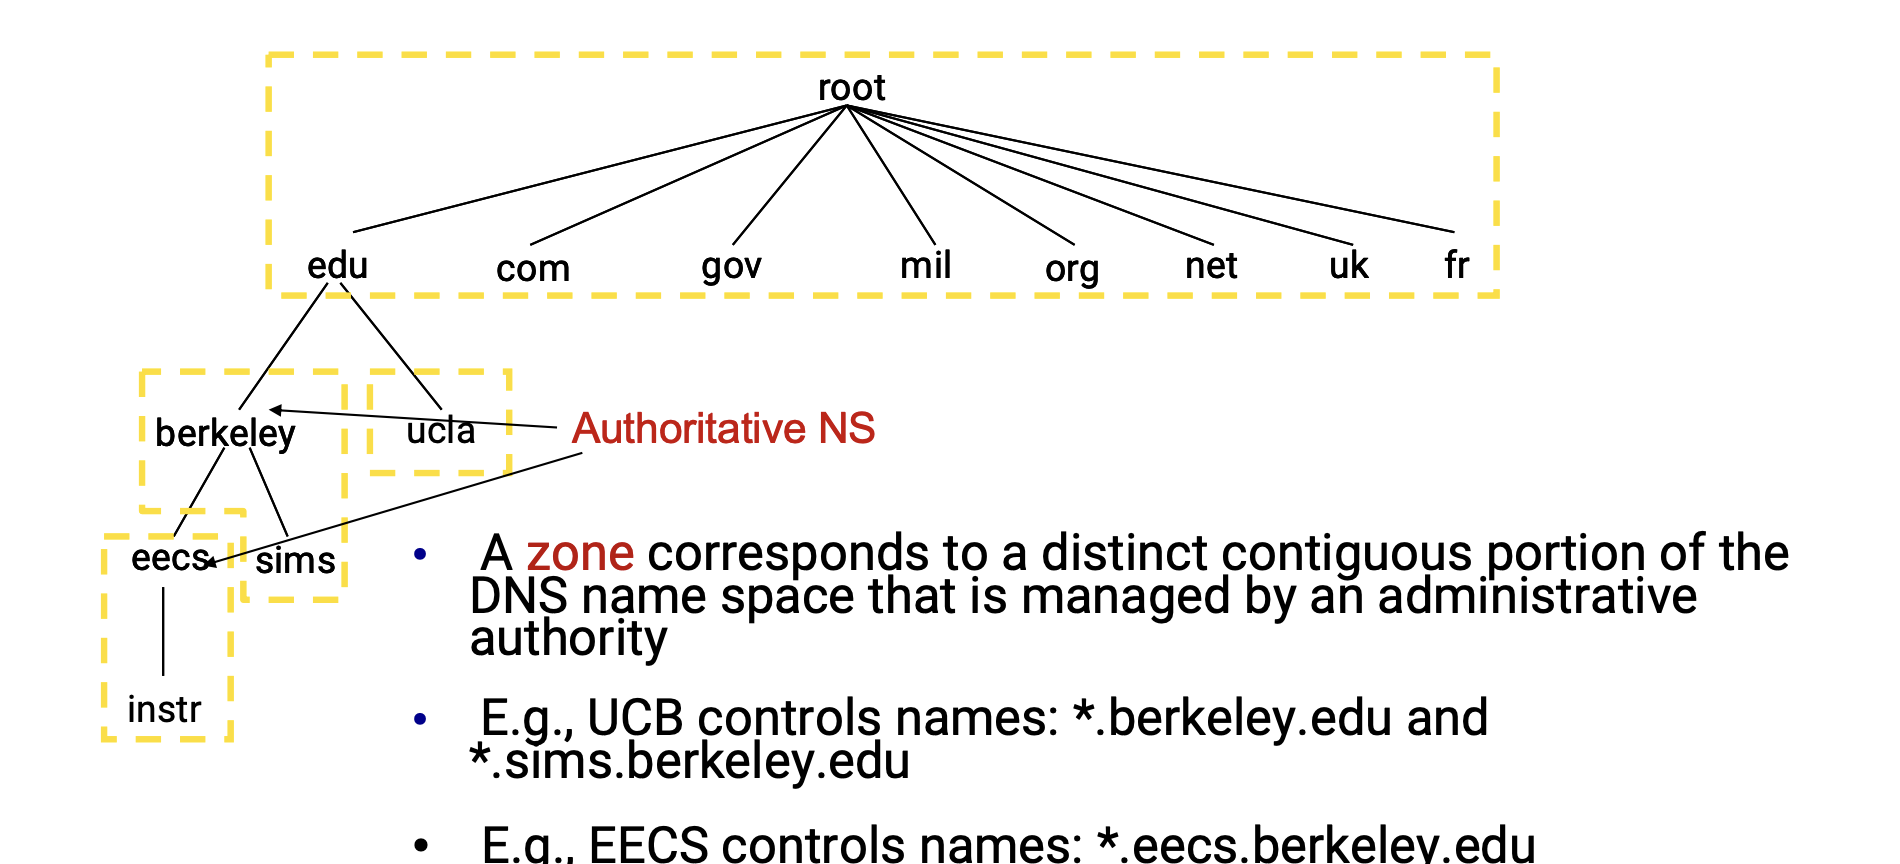 root
edu com gov mil org net uk fr
berkeley ucla Authoritative NS
eecs sims
instr
• A zone corresponds to a distinct contiguous portion of the
DNS name space that is managed by an administrative
authority
• E.g., UCB controls names: *.berkeley.edu and
*.sims.berkeley.edu
• E.g., EECS controls names: *.eecs.berkeley.edu